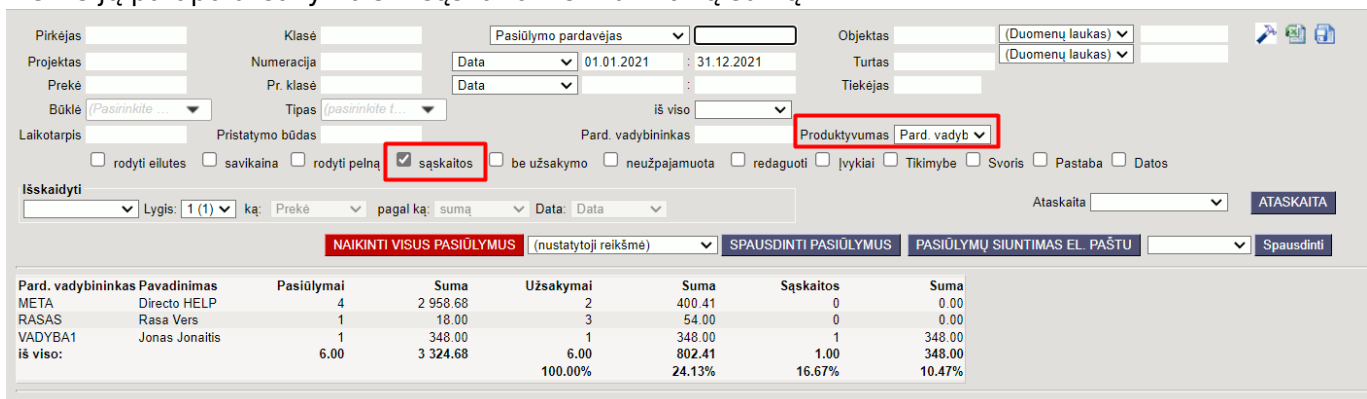 Pirkėjas Klasė Pasiūlymo pardavėjas Objektas (Duomenų laukas)
Projektas Numeracija Data 01.01.2021 : 31.12.2021 Turtas (Duomenų laukas)
Prekė Pr. klasė Data : Tiekėjas
Būklė (Pasirinkite ... Tipas (pasirinkite t... iš viso
Laikotarpis Pristatymo būdas Pard. vadybininkas Produktyvumas Pard. vadyb
rodyti eilutes savikaina rodyti pelną sąskaitos be užsakymo neužpajamuota redaguoti Įvykiai Tikimybe Svoris Pastaba Datos
Išskaidyti
Lygis: 1 (1) ką: Prekė pagal ką: sumą Data: Data Ataskaita ATASKAITA
NAIKINTI VISUS PASIŪLYMUS (nustatytoji reikšmė) SPAUSDINTI PASIŪLYMUS PASIŪLYMŲ SIUNTIMAS EL. PAŠTU Spausdinti
Pard. vadybininkas Pavadinimas Pasiūlymai Suma Užsakymai Suma Sąskaitos Suma
META Directo HELP 4 2 958.68 2 400.41 0 0.00
RASAS Rasa Vers 1 18.00 3 54.00 0 0.00
VADYBA1 Jonas Jonaitis 1 348.00 1 348.00 1 348.00
iš viso: 6.00 3 324.68 6.00 802.41 1.00 348.00
100.00% 24.13% 16.67% 10.47%